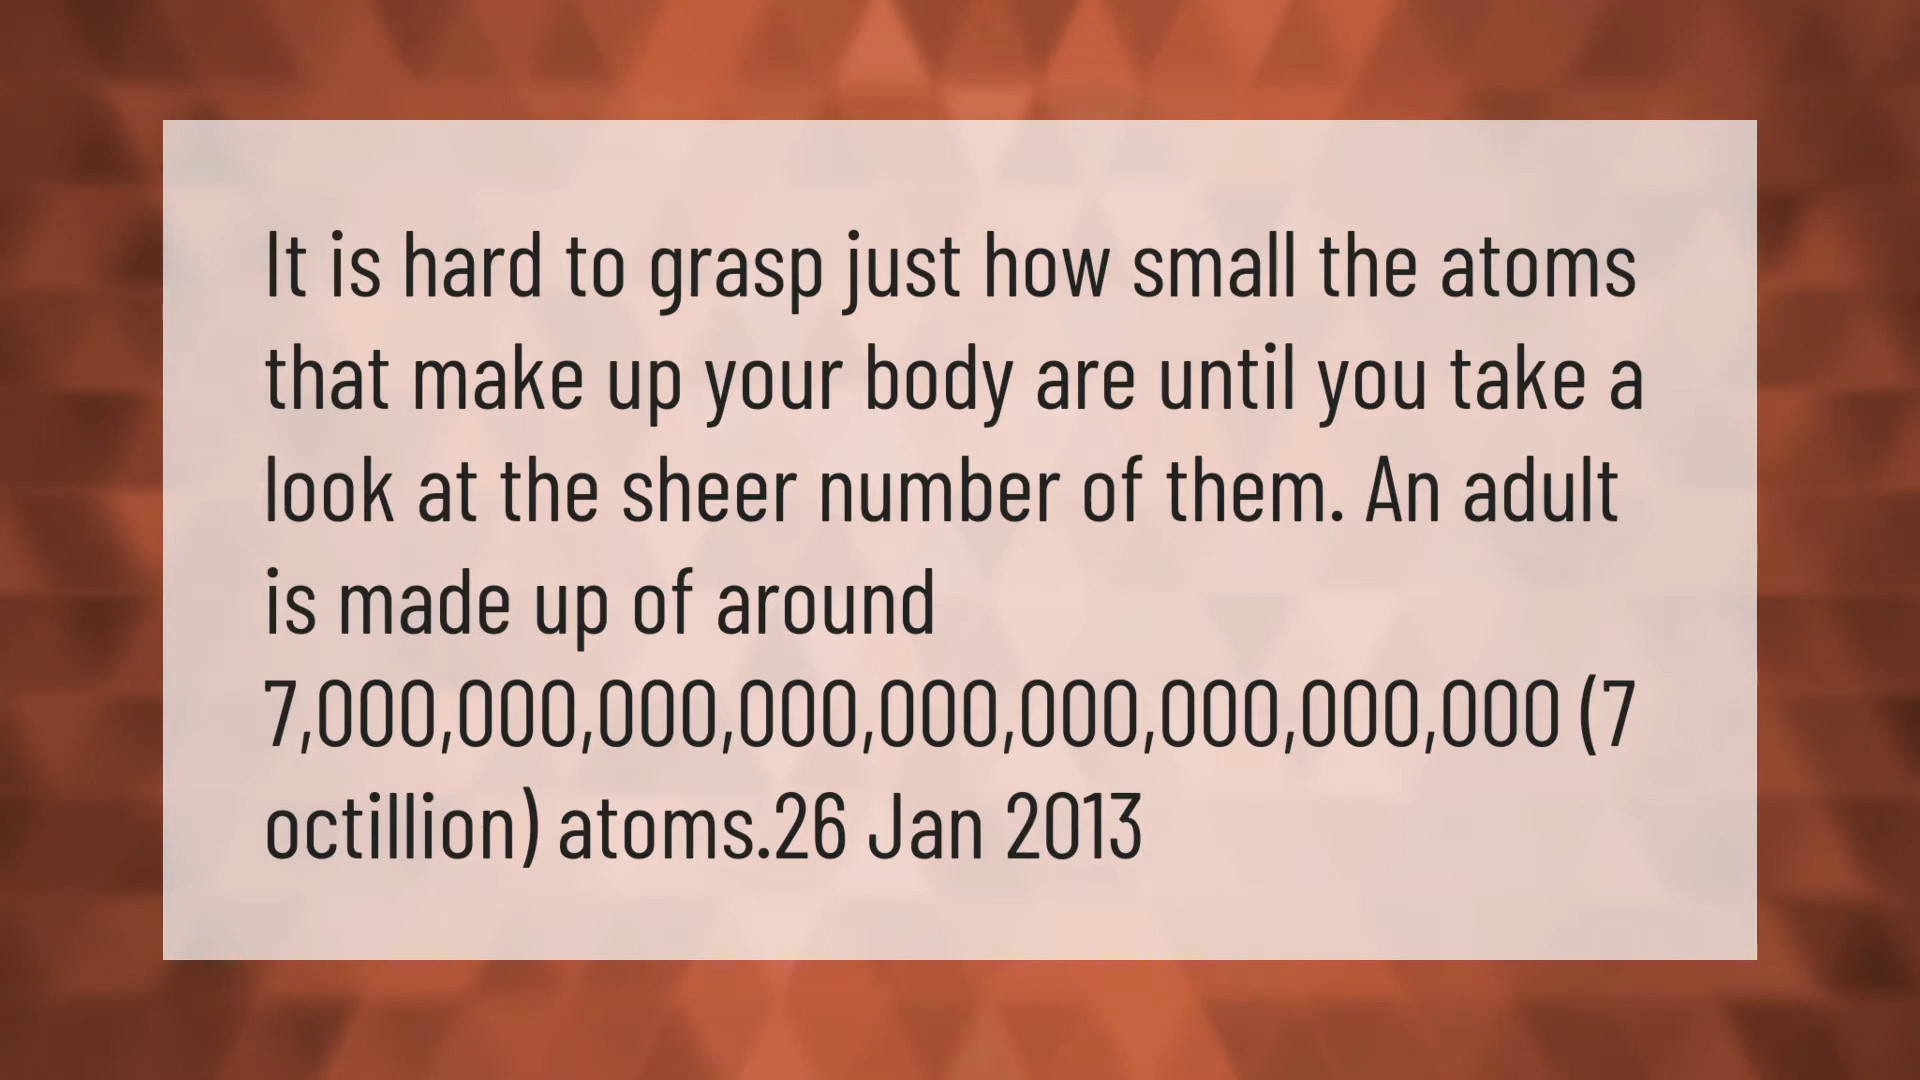 It is hard to grasp just how small the atoms
that make up your body are until you take a
look at the sheer number of them. An adult
is made up of around
7,000,000,000,000,000,000,000,000,000 (7
octillion) atoms.26 Jan 2013